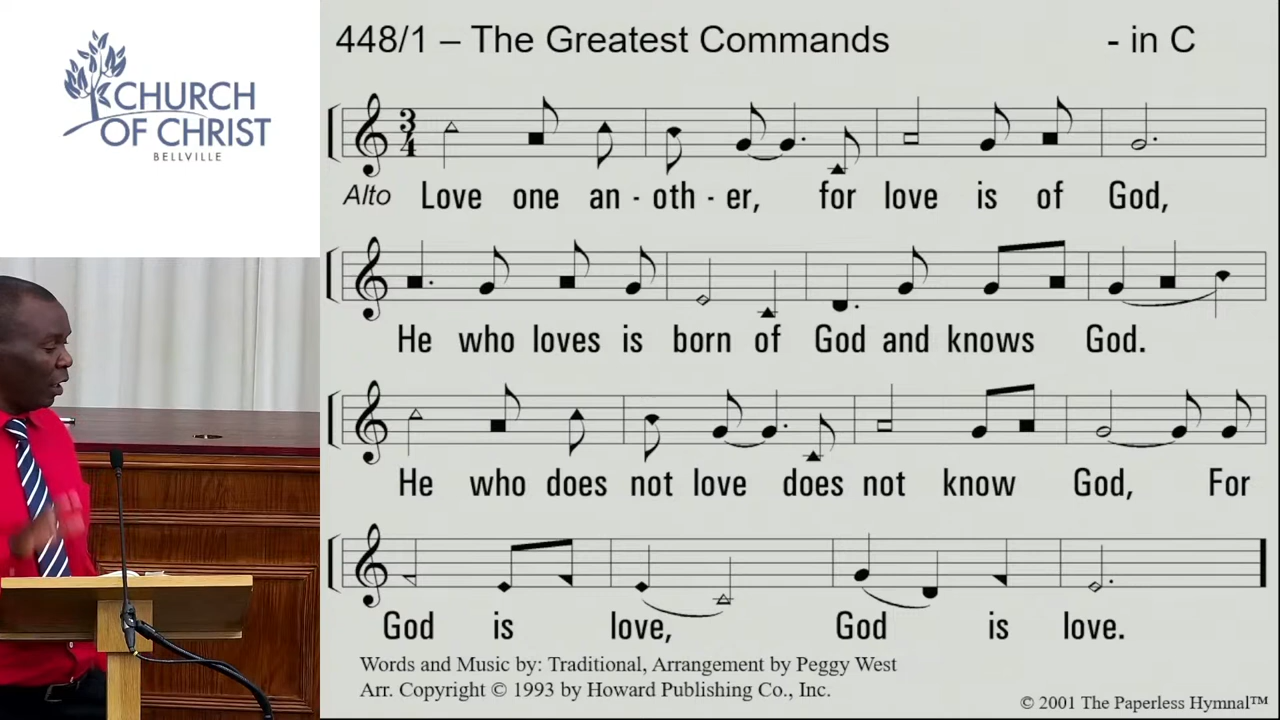 CHURCH
OF CHRIST
BELLVILLE
448/1 – The Greatest Commands - in C
3
4
Alto Love one an - oth - er, for love is of God,
He who loves is born of God and knows God.
He who does not love does not know God, For
God is love, God is love.
Words and Music by: Traditional, Arrangement by Peggy West
Arr. Copyright © 1993 by Howard Publishing Co., Inc.
© 2001 The Paperless Hymnal™